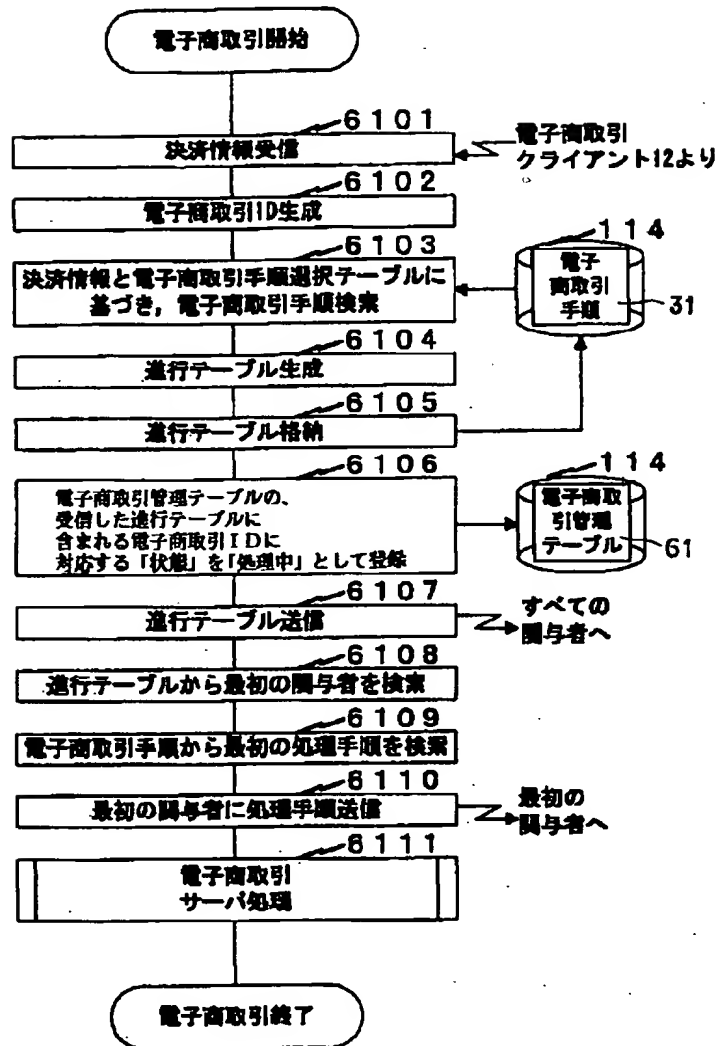 電子商取引開始
6101
決済情報受信
電子商取引
クライアント12より
6102
電子商取引ID生成
6103
決済情報と電子商取引手順選択テーブルに
基づき，電子商取引手順検索
114
電子
商取引
手順
31
6104
進行テーブル生成
6105
進行テーブル格納
6106
電子商取引管理テーブルの、
受信した進行テーブルに
含まれる電子商取引ＩＤに
対応する「状態」を「処理中」として登録
114
電子商取
引管理
テーブル
61
6107
進行テーブル送信
すべての
関与者へ
6108
進行テーブルから最初の関与者を検索
6109
電子商取引手順から最初の処理手順を検索
6110
最初の関与者に処理手順送信
最初の
関与者へ
6111
電子商取引
サーバ処理
電子商取引終了